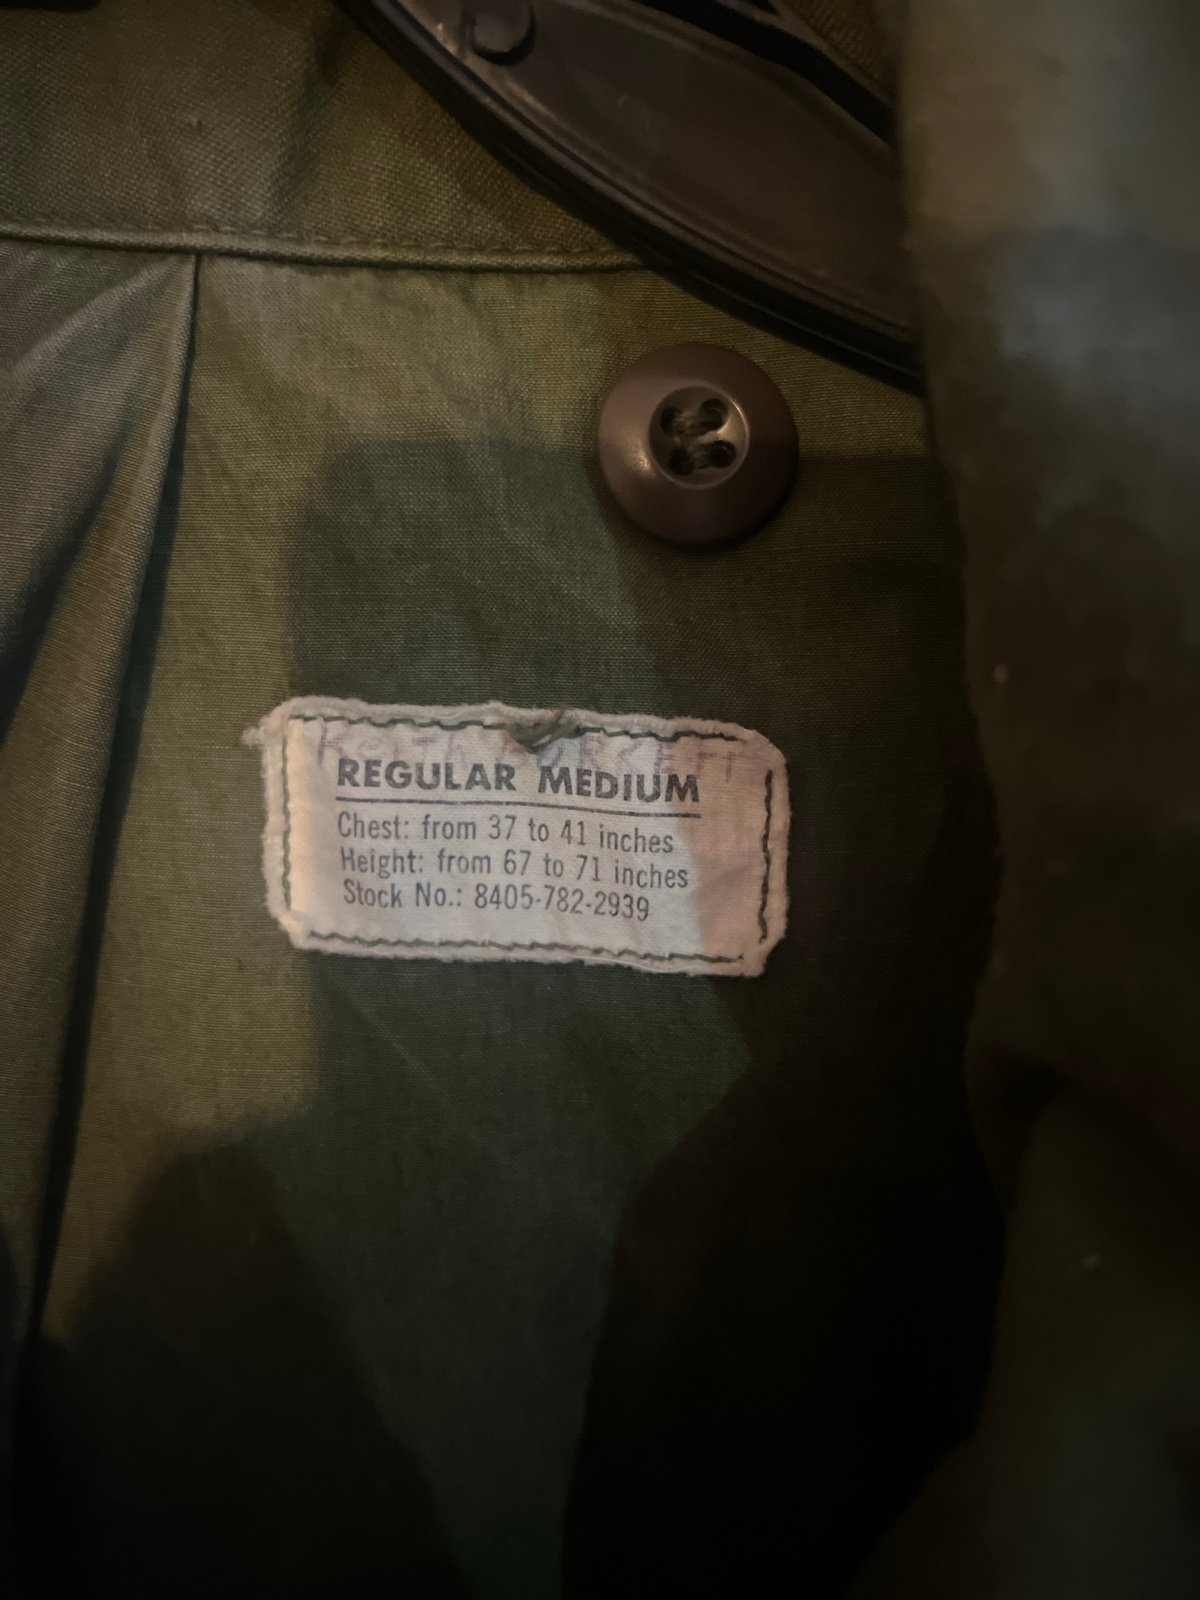 REGULAR MEDIUM
Chest: from 37 to 41 inches
Height: from 67 to 71 inches
Stock No.: 8405-782-2939